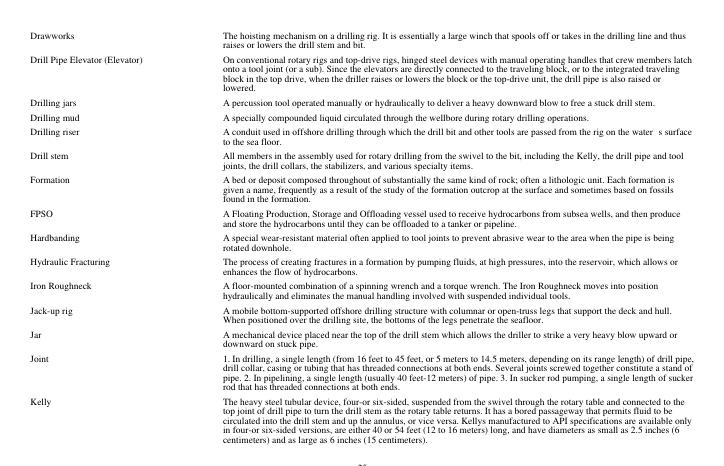 Drawworks The hoisting mechanism on a drilling rig. It is essentially a large winch that spools off or takes in the drilling line and thus
raises or lowers the drill stem and bit.
Drill Pipe Elevator (Elevator) On conventional rotary rigs and top-drive rigs, hinged steel devices with manual operating handles that crew members latch
onto a tool joint (or a sub). Since the elevators are directly connected to the traveling block, or to the integrated traveling
block in the top drive, when the driller raises or lowers the block or the top-drive unit, the drill pipe is also raised or
lowered.
Drilling jars A percussion tool operated manually or hydraulically to deliver a heavy downward blow to free a stuck drill stem.
Drilling mud A specially compounded liquid circulated through the wellbore during rotary drilling operations.
Drilling riser A conduit used in offshore drilling through which the drill bit and other tools are passed from the rig on the water s surface
to the sea floor.
Drill stem All members in the assembly used for rotary drilling from the swivel to the bit, including the Kelly, the drill pipe and tool
joints, the drill collars, the stabilizers, and various specialty items.
Formation A bed or deposit composed throughout of substantially the same kind of rock; often a lithologic unit. Each formation is
given a name, frequently as a result of the study of the formation outcrop at the surface and sometimes based on fossils
found in the formation.
FPSO A Floating Production, Storage and Offloading vessel used to receive hydrocarbons from subsea wells, and then produce
and store the hydrocarbons until they can be offloaded to a tanker or pipeline.
Hardbanding A special wear-resistant material often applied to tool joints to prevent abrasive wear to the area when the pipe is being
rotated downhole.
Hydraulic Fracturing The process of creating fractures in a formation by pumping fluids, at high pressures, into the reservoir, which allows or
enhances the flow of hydrocarbons.
Iron Roughneck A floor-mounted combination of a spinning wrench and a torque wrench. The Iron Roughneck moves into position
hydraulically and eliminates the manual handling involved with suspended individual tools.
Jack-up rig A mobile bottom-supported offshore drilling structure with columnar or open-truss legs that support the deck and hull.
When positioned over the drilling site, the bottoms of the legs penetrate the seafloor.
Jar A mechanical device placed near the top of the drill stem which allows the driller to strike a very heavy blow upward or
downward on stuck pipe.
Joint 1. In drilling, a single length (from 16 feet to 45 feet, or 5 meters to 14.5 meters, depending on its range length) of drill pipe,
drill collar, casing or tubing that has threaded connections at both ends. Several joints screwed together constitute a stand of
pipe. 2. In pipelining, a single length (usually 40 feet-12 meters) of pipe. 3. In sucker rod pumping, a single length of sucker
rod that has threaded connections at both ends.
Kelly The heavy steel tubular device, four-or six-sided, suspended from the swivel through the rotary table and connected to the
top joint of drill pipe to turn the drill stem as the rotary table returns. It has a bored passageway that permits fluid to be
circulated into the drill stem and up the annulus, or vice versa. Kellys manufactured to API specifications are available only
in four-or six-sided versions, are either 40 or 54 feet (12 to 16 meters) long, and have diameters as small as 2.5 inches (6
centimeters) and as large as 6 inches (15 centimeters).